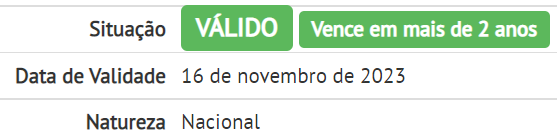 Situação VÁLIDO Vence em mais de 2 anos
Data de Validade 16 de novembro de 2023
Natureza Nacional